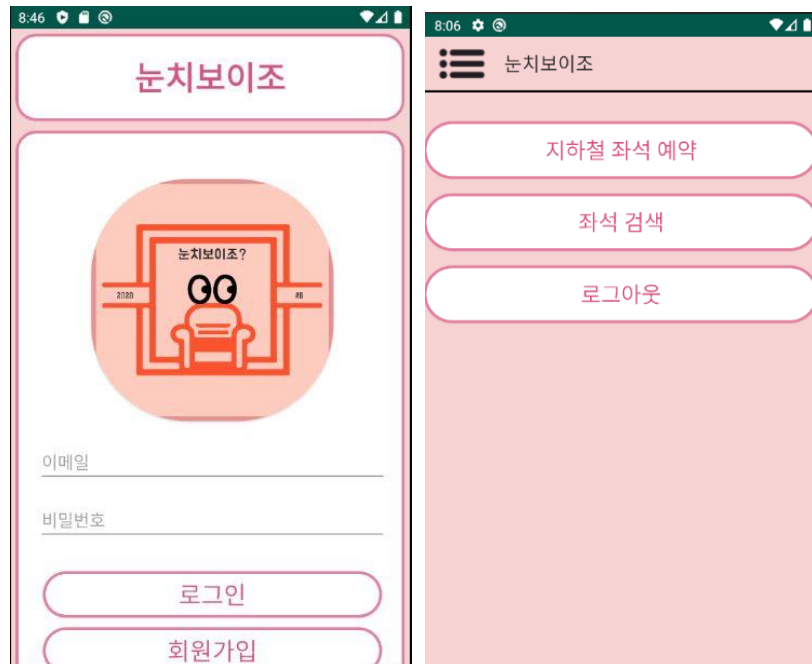 8:46
눈치보이조
눈치보이조?
2020
#8
이메일
비밀번호
로그인
회원가입
8:06
눈치보이조
지하철 좌석 예약
좌석 검색
로그아웃